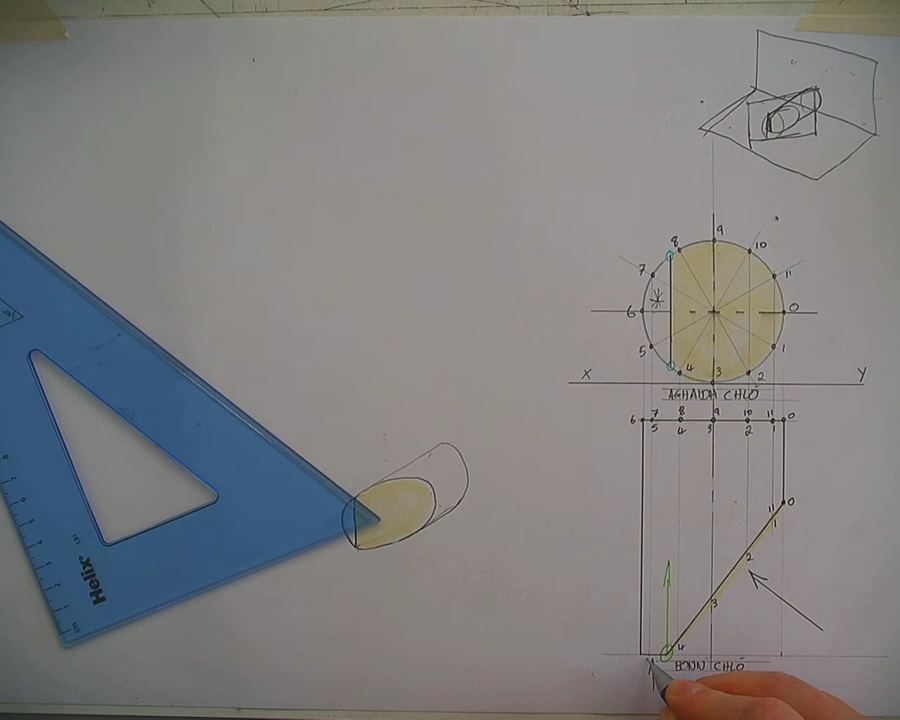 9
8 10
7 11
6 0
5 1
4 3 2
X Y
AGHAIDH CHLÓ
6 7 8 9 10 11 0
5 4 3 2 1
11 0
1
2
3
4
BONN CHLÓ
Helix